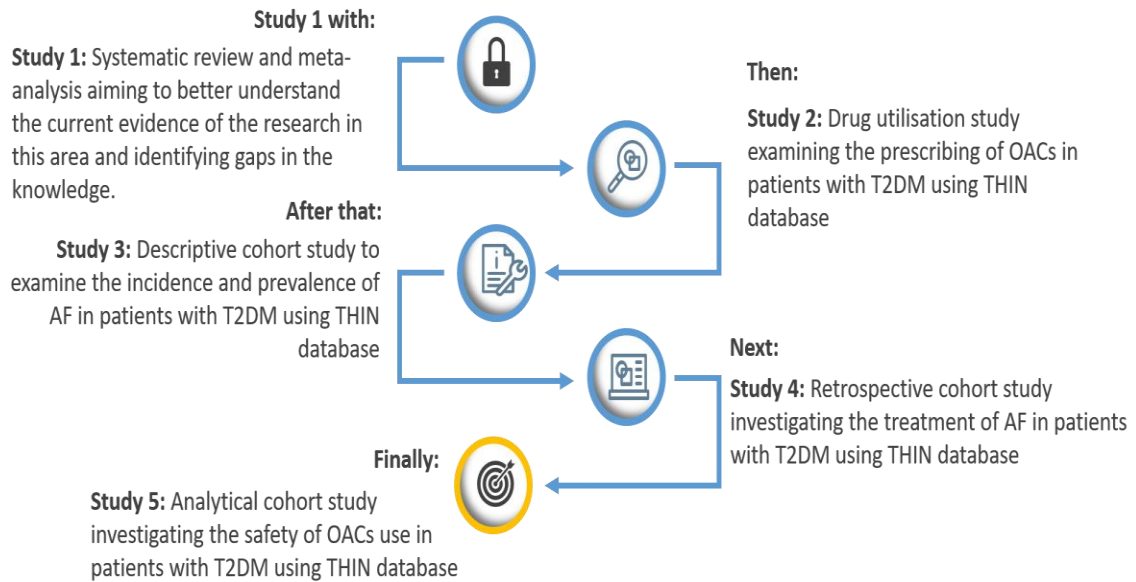 Study 1 with:
Study 1: Systematic review and meta-
analysis aiming to better understand
the current evidence of the research in
this area and identifying gaps in the
knowledge.
Then:
Study 2: Drug utilisation study
examining the prescribing of OACs in
patients with T2DM using THIN
database
After that:
Study 3: Descriptive cohort study to
examine the incidence and prevalence of
AF in patients with T2DM using THIN
database
Next:
Study 4: Retrospective cohort study
investigating the treatment of AF in patients
with T2DM using THIN database
Finally:
Study 5: Analytical cohort study
investigating the safety of OACs use in
patients with T2DM using THIN database